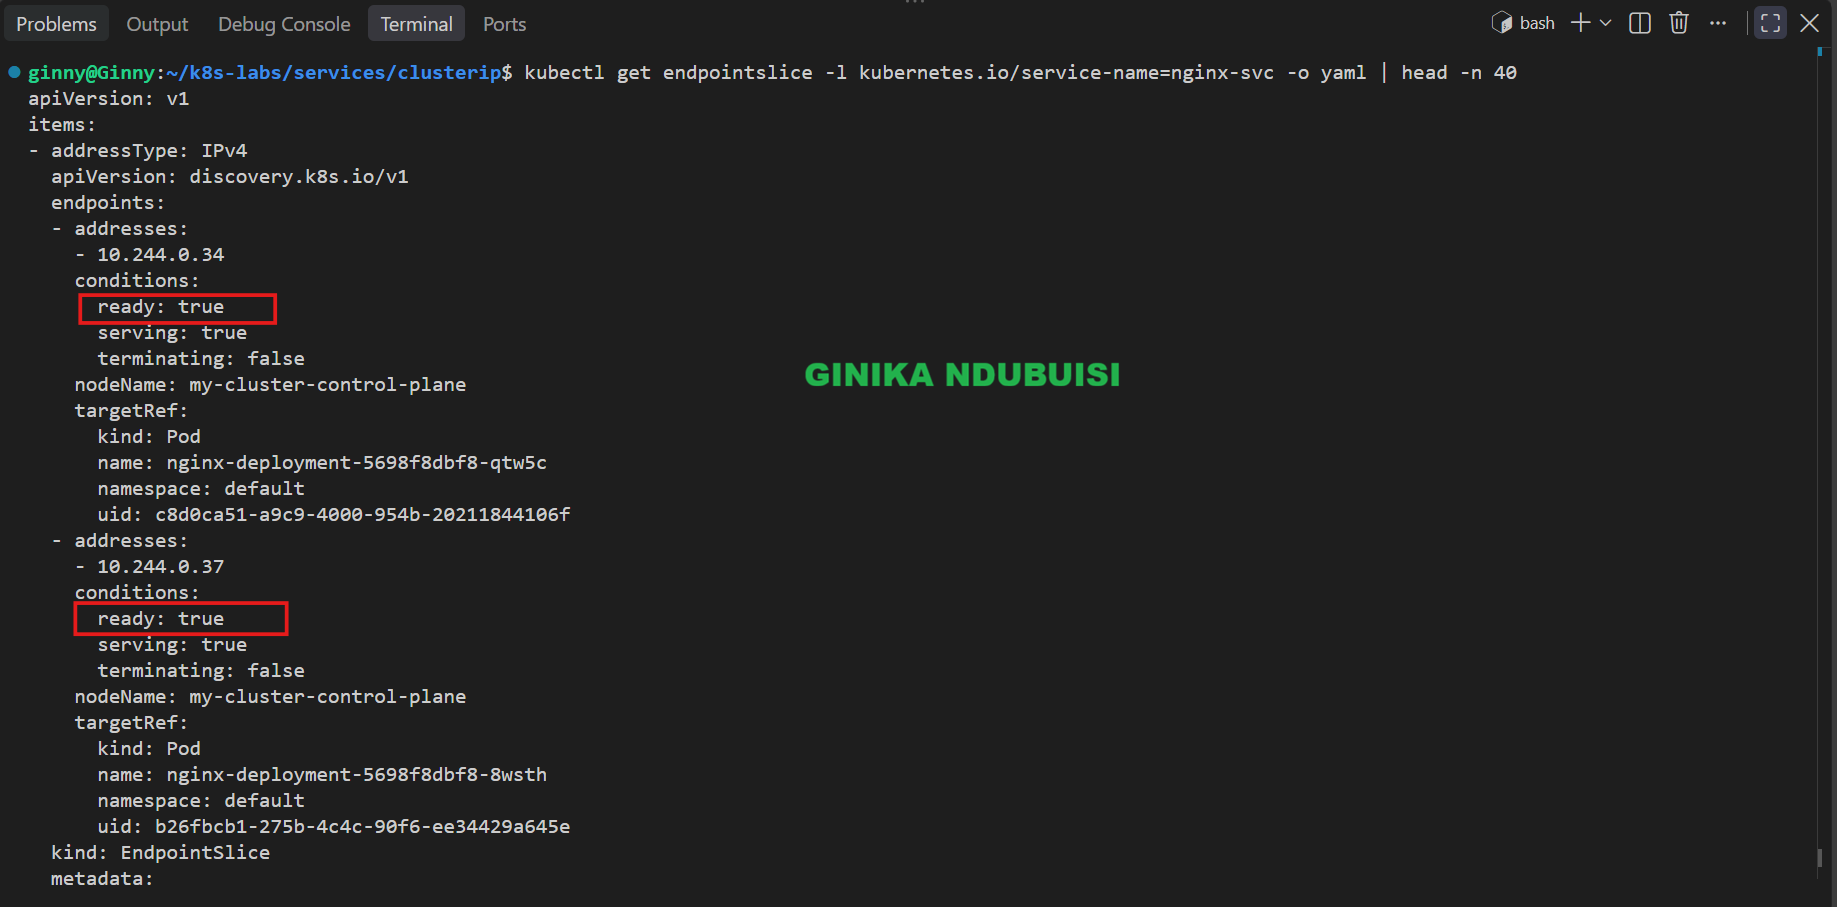 Problems Output Debug Console Terminal Ports bash
ginny@Ginny:~/k8s-labs/services/clusterip$ kubectl get endpointslice -l kubernetes.io/service-name=nginx-svc -o yaml | head -n 40
apiVersion: v1
items:
- addressType: IPv4
  apiVersion: discovery.k8s.io/v1
  endpoints:
  - addresses:
    - 10.244.0.34
    conditions:
      ready: true
      serving: true
      terminating: false
    nodeName: my-cluster-control-plane
    targetRef:
      kind: Pod
      name: nginx-deployment-5698f8dbf8-qtw5c
      namespace: default
      uid: c8d0ca51-a9c9-4000-954b-20211844106f
  - addresses:
    - 10.244.0.37
    conditions:
      ready: true
      serving: true
      terminating: false
    nodeName: my-cluster-control-plane
    targetRef:
      kind: Pod
      name: nginx-deployment-5698f8dbf8-8wsth
      namespace: default
      uid: b26fbcb1-275b-4c4c-90f6-ee34429a645e
  kind: EndpointSlice
  metadata:
GINIKA NDUBUISI